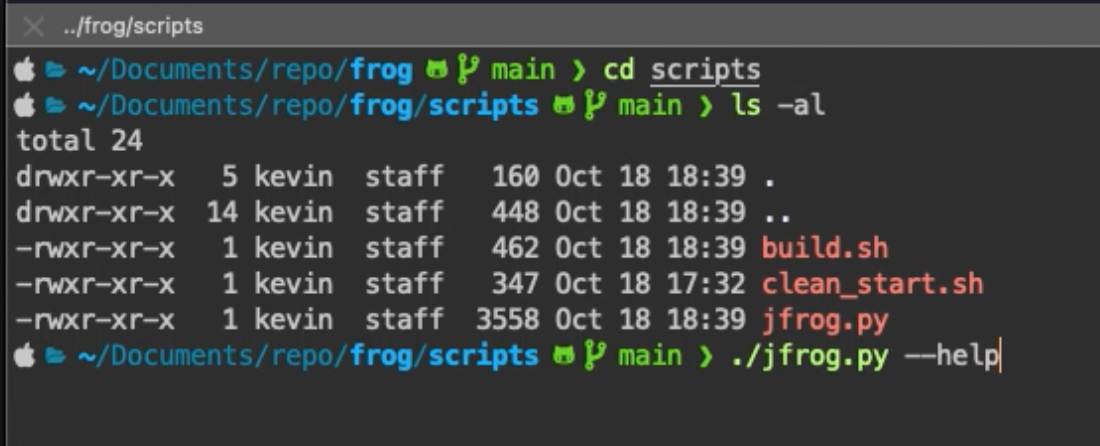 ../frog/scripts
~/Documents/repo/frog main ❯ cd scripts
~/Documents/repo/frog/scripts main ❯ ls -al
total 24
drwxr-xr-x   5 kevin  staff   160 Oct 18 18:39 .
drwxr-xr-x  14 kevin  staff   448 Oct 18 18:39 ..
-rwxr-xr-x   1 kevin  staff   462 Oct 18 18:39 build.sh
-rwxr-xr-x   1 kevin  staff   347 Oct 18 17:32 clean_start.sh
-rwxr-xr-x   1 kevin  staff  3558 Oct 18 18:39 jfrog.py
~/Documents/repo/frog/scripts main ❯ ./jfrog.py --help